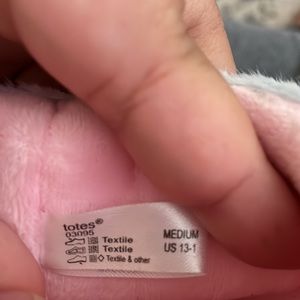 totes®
03095
Textile
Textile
Textile & other
MEDIUM
US 13-1